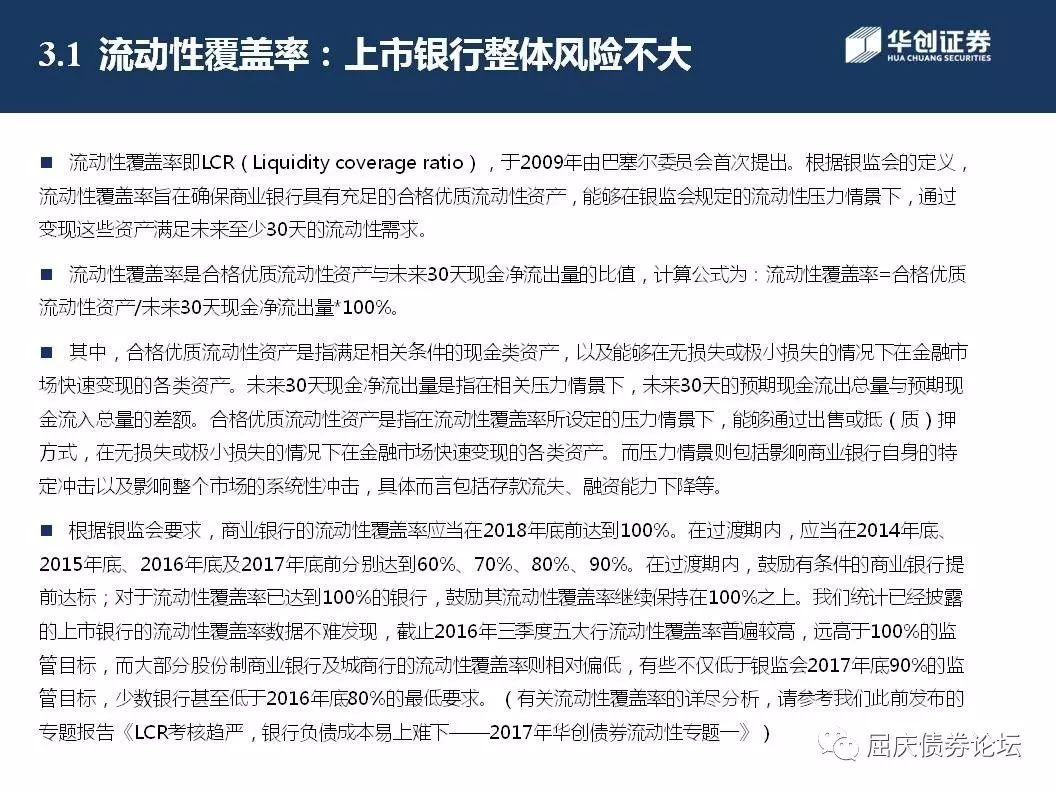 3.1 流动性覆盖率：上市银行整体风险不大
华创证券
HUA CHUANG SECURITIES
■ 流动性覆盖率即LCR（Liquidity coverage ratio），于2009年由巴塞尔委员会首次提出。根据银监会的定义，
流动性覆盖率旨在确保商业银行具有充足的合格优质流动性资产，能够在银监会规定的流动性压力情景下，通过
变现这些资产满足未来至少30天的流动性需求。
■ 流动性覆盖率是合格优质流动性资产与未来30天现金净流出量的比值，计算公式为：流动性覆盖率=合格优质
流动性资产/未来30天现金净流出量*100%。
■ 其中，合格优质流动性资产是指满足相关条件的现金类资产，以及能够在无损失或极小损失的情况下在金融市
场快速变现的各类资产。未来30天现金净流出量是指在相关压力情景下，未来30天的预期现金流出总量与预期现
金流入总量的差额。合格优质流动性资产是指在流动性覆盖率所设定的压力情景下，能够通过出售或抵（质）押
方式，在无损失或极小损失的情况下在金融市场快速变现的各类资产。而压力情景则包括影响商业银行自身的特
定冲击以及影响整个市场的系统性冲击，具体而言包括存款流失、融资能力下降等。
■ 根据银监会要求，商业银行的流动性覆盖率应当在2018年底前达到100%。在过渡期内，应当在2014年底、
2015年底、2016年底及2017年底前分别达到60%、70%、80%、90%。在过渡期内，鼓励有条件的商业银行提
前达标；对于流动性覆盖率已达到100%的银行，鼓励其流动性覆盖率继续保持在100%之上。我们统计已经披露
的上市银行的流动性覆盖率数据不难发现，截止2016年三季度五大行流动性覆盖率普遍较高，远高于100%的监
管目标，而大部分股份制商业银行及城商行的流动性覆盖率则相对偏低，有些不仅低于银监会2017年底90%的监
管目标，少数银行甚至低于2016年底80%的最低要求。（有关流动性覆盖率的详尽分析，请参考我们此前发布的
专题报告《LCR考核趋严，银行负债成本易上难下——2017年华创债券流动性专题一》）
屈庆债券论坛